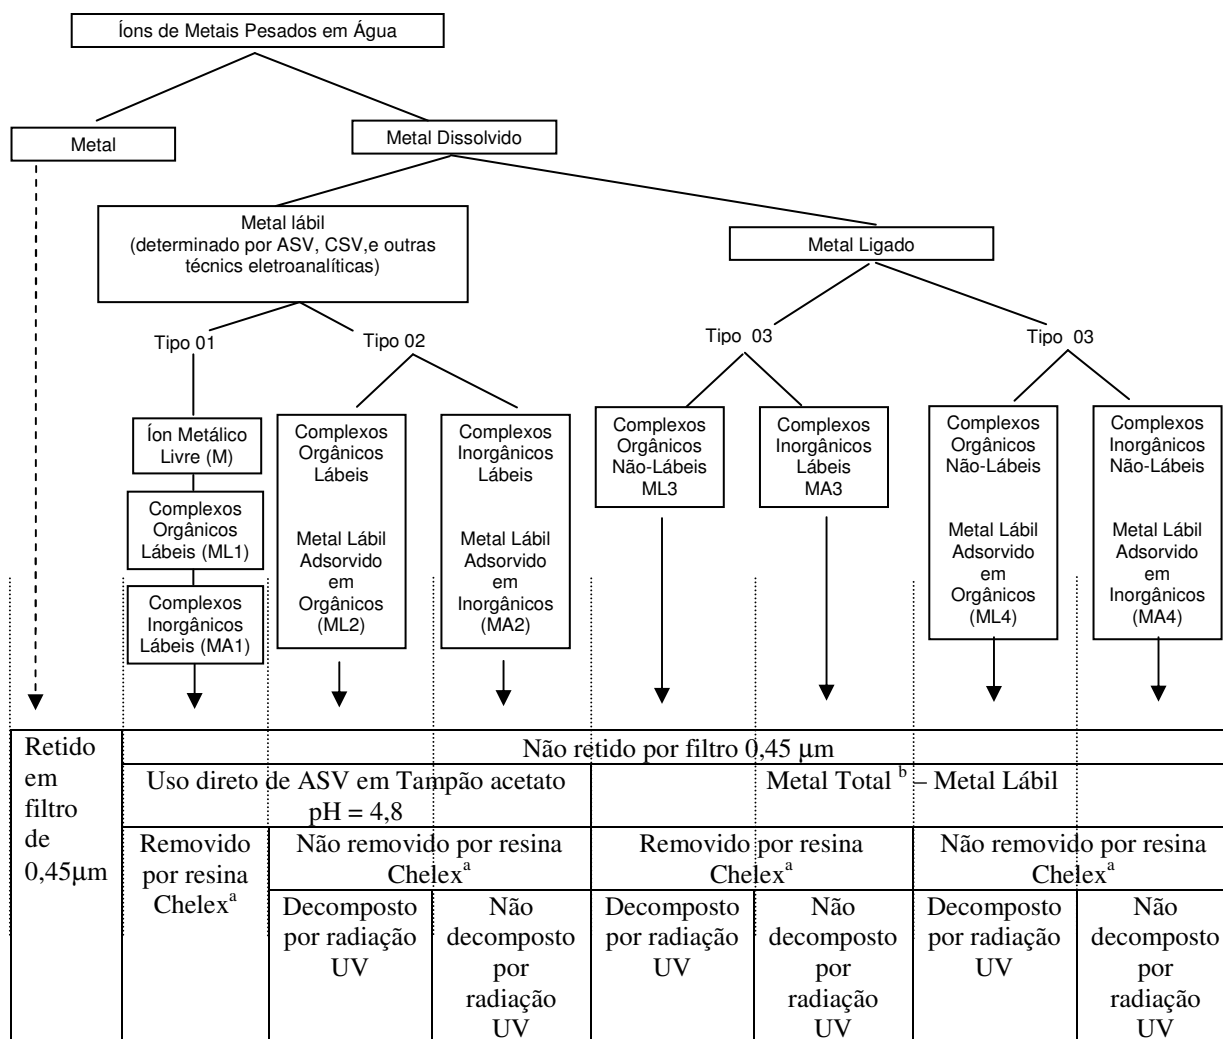 Íons de Metais Pesados em Água
Metal
Metal Dissolvido
Metal lábil
(determinado por ASV, CSV,e outras
técnics eletroanalíticas)
Metal Ligado
Tipo 01
Tipo 02
Tipo 03
Tipo 03
Íon Metálico
Livre (M)
Complexos
Orgânicos
Lábeis (ML1)
Complexos
Inorgânicos
Lábeis (MA1)
Complexos
Orgânicos
Lábeis
Metal Lábil
Adsorvido
em
Orgânicos
(ML2)
Complexos
Inorgânicos
Lábeis
Metal Lábil
Adsorvido
em
Inorgânicos
(MA2)
Complexos
Orgânicos
Não-Lábeis
ML3
Complexos
Inorgânicos
Lábeis
MA3
Complexos
Orgânicos
Não-Lábeis
Metal Lábil
Adsorvido
em
Orgânicos
(ML4)
Complexos
Inorgânicos
Não-Lábeis
Metal Lábil
Adsorvido
em
Inorgânicos
(MA4)
Retido
em
filtro
de
0,45µm
Não retido por filtro 0,45 µm
Uso direto de ASV em Tampão acetato
pH = 4,8
Metal Total b – Metal Lábil
Removido
por resina
Chelexa
Não removido por resina
Chelexa
Removido por resina
Chelexa
Não removido por resina
Chelexa
Decomposto
por radiação
UV
Não
decomposto
por
radiação
UV
Decomposto
por radiação
UV
Não
decomposto
por
radiação
UV
Decomposto
por radiação
UV
Não
decomposto
por
radiação
UV